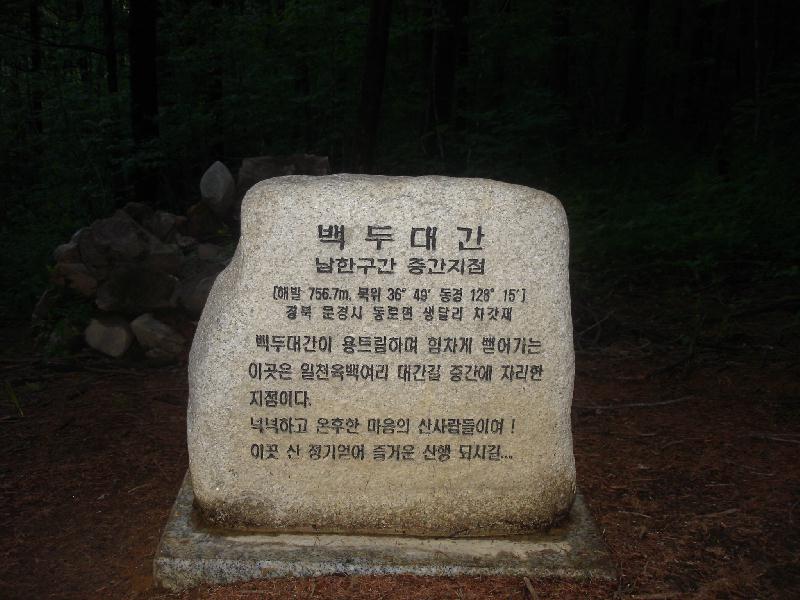 백두대간
남한구간 중간지점
[해발 756.7m, 북위 36° 49′ 동경 128° 15′]
경북 문경시 동로면 생달리 차갓재
백두대간이 용트림하며 힘차게 뻗어가는
이곳은 일천육백여리 대간길 중간에 자리한
지점이다.
넉넉하고 온후한 마음의 산사람들이여!
이곳 산 정기얻어 즐거운 산행 되시길...